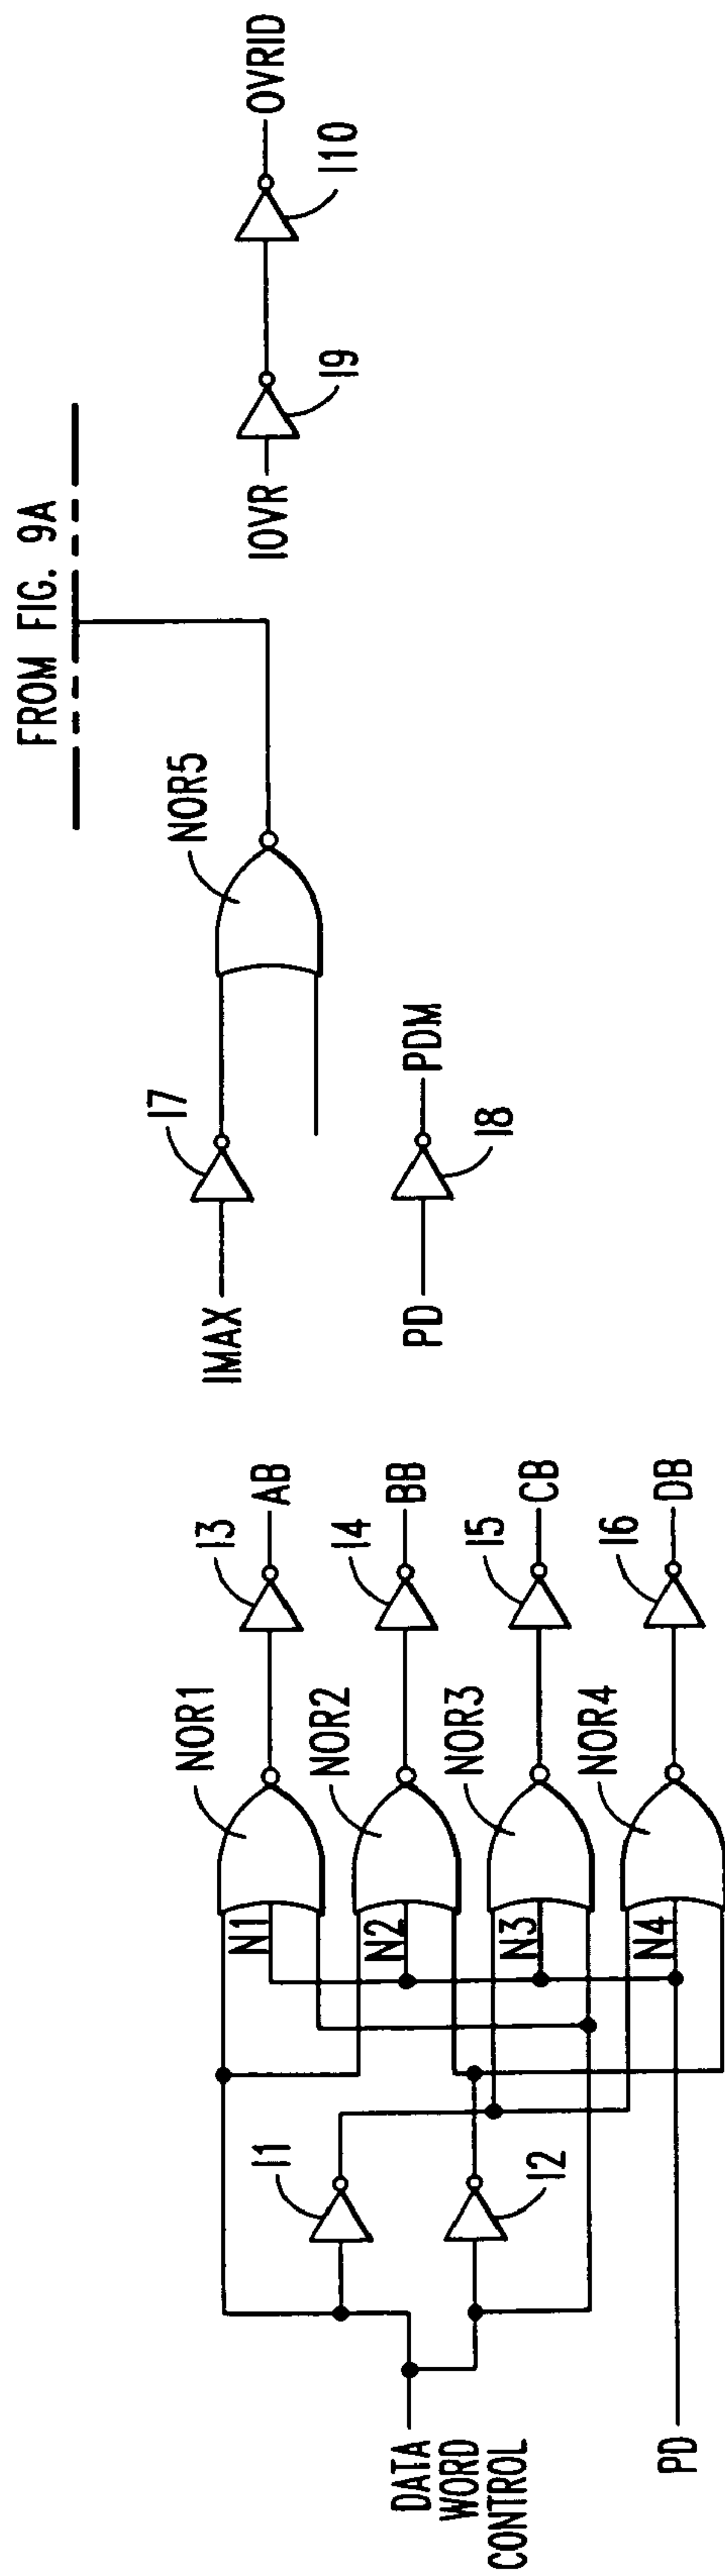 FROM FIG. 9A
DATA
WORD
CONTROL
PD
I1
I2
N1
N2
N3
N4
NOR1
NOR2
NOR3
NOR4
I3
I4
I5
I6
AB
BB
CB
DB
IMAX
I7
NOR5
PD
I8
PDM
IOVR
I9
I10
OVRID